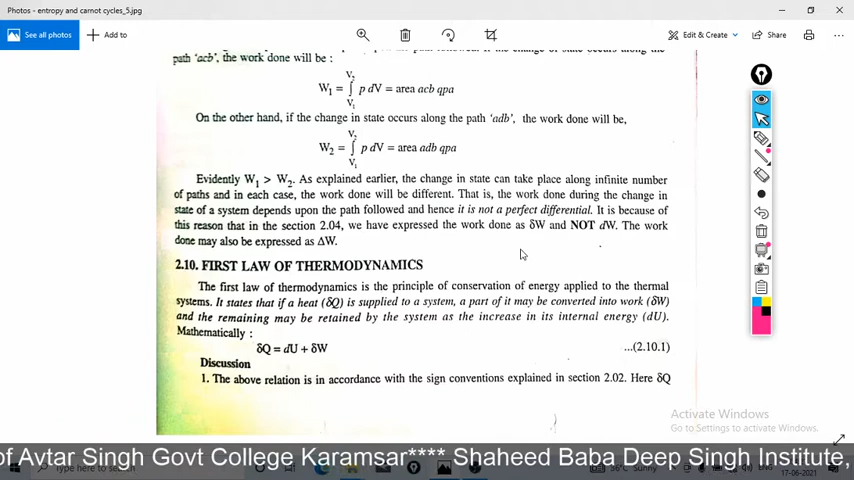 Photos - entropy and carnot cycles_5.jpg
See all photos
Add to
Edit & Create
Share
path 'acb', the work done will be :
W₁ = ∫ V₁ V₂ p dV = area acb qpa
On the other hand, if the change in state occurs along the path 'adb', the work done will be,
W₂ = ∫ V₁ V₂ p dV = area adb qpa
Evidently W₁ > W₂. As explained earlier, the change in state can take place along infinite number
of paths and in each case, the work done will be different. That is, the work done during the change in
state of a system depends upon the path followed and hence it is not a perfect differential. It is because of
this reason that in the section 2.04, we have expressed the work done as δW and NOT dW. The work
done may also be expressed as ΔW.
2.10. FIRST LAW OF THERMODYNAMICS
The first law of thermodynamics is the principle of conservation of energy applied to the thermal
systems. It states that if a heat (δQ) is supplied to a system, a part of it may be converted into work (δW)
and the remaining may be retained by the system as the increase in its internal energy (dU).
Mathematically :
δQ = dU + δW ...(2.10.1)
Discussion
1. The above relation is in accordance with the sign conventions explained in section 2.02. Here δQ
Activate Windows
Go to Settings to activate Windows.
of Avtar Singh Govt College Karamsar**** Shaheed Baba Deep Singh Institute,
Type here to search
36°C Sunny
17-06-2021